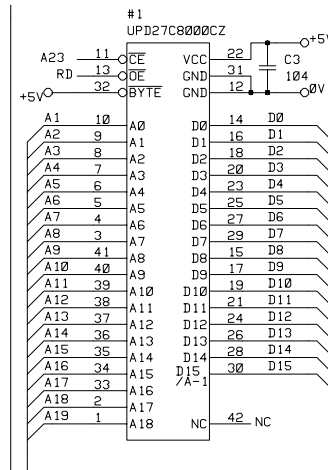 #1
UPD27C8000CZ
A23 11 CE VCC 22 +5V
RD 13 OE GND 31 C3 104
+5V 32 BYTE GND 12 0V
A1 10 A0 D0 14 D0
A2 9 A1 D1 16 D1
A3 8 A2 D2 18 D2
A4 7 A3 D3 20 D3
A5 6 A4 D4 23 D4
A6 5 A5 D5 25 D5
A7 4 A6 D6 27 D6
A8 3 A7 D7 29 D7
A9 41 A8 D8 15 D8
A10 40 A9 D9 17 D9
A11 39 A10 D10 19 D10
A12 38 A11 D11 21 D11
A13 37 A12 D12 24 D12
A14 36 A13 D13 26 D13
A15 35 A14 D14 28 D14
A16 34 A15 D15 /A-1 30 D15
A17 33 A16
A18 2 A17
A19 1 A18 NC 42 NC